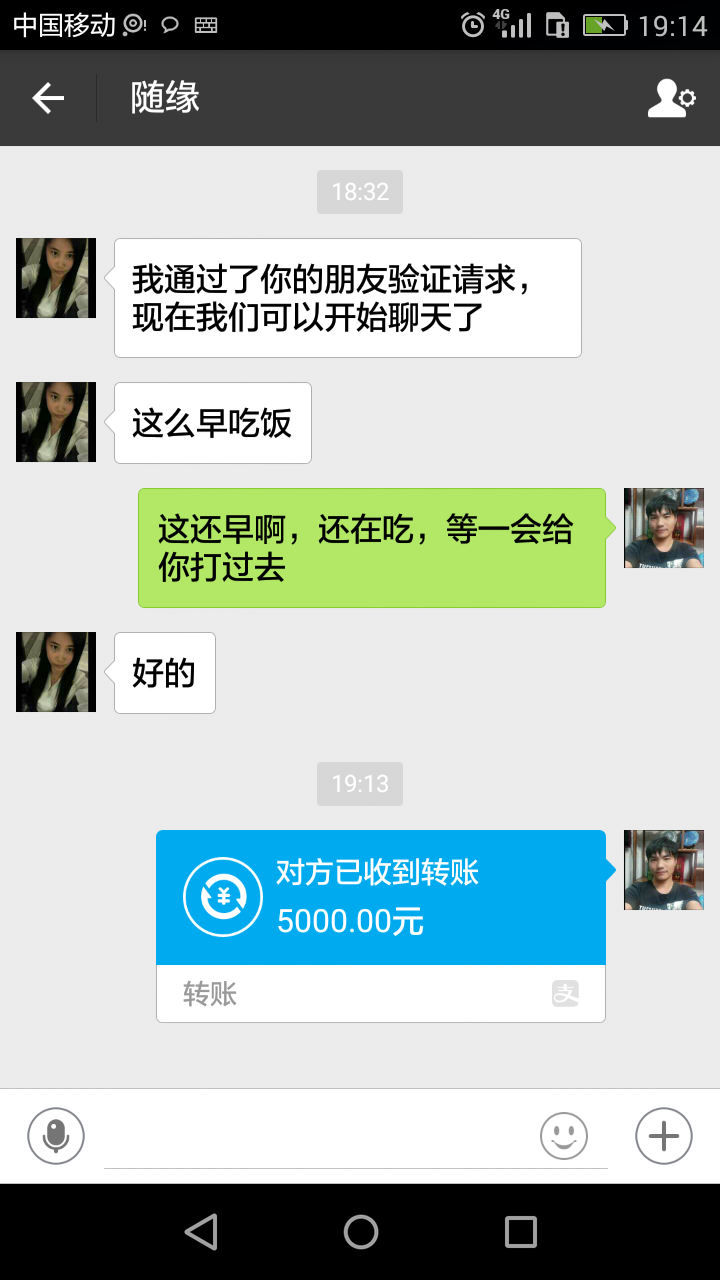 中国移动
4G
19:14
随缘
18:32
我通过了你的朋友验证请求，
现在我们可以开始聊天了
这么早吃饭
这还早啊，还在吃，等一会给
你打过去
好的
19:13
对方已收到转账
5000.00元
转账
支